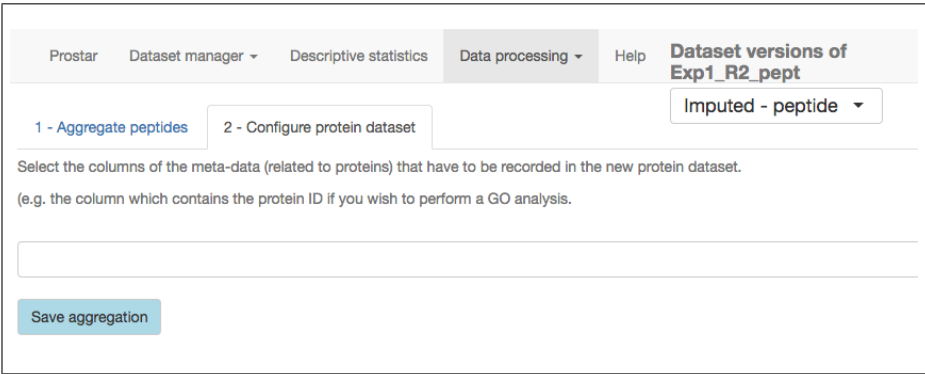 Prostar Dataset manager Descriptive statistics Data processing Help
Dataset versions of
Exp1_R2_pept
Imputed - peptide
1 - Aggregate peptides 2 - Configure protein dataset
Select the columns of the meta-data (related to proteins) that have to be recorded in the new protein dataset.
(e.g. the column which contains the protein ID if you wish to perform a GO analysis.
Save aggregation